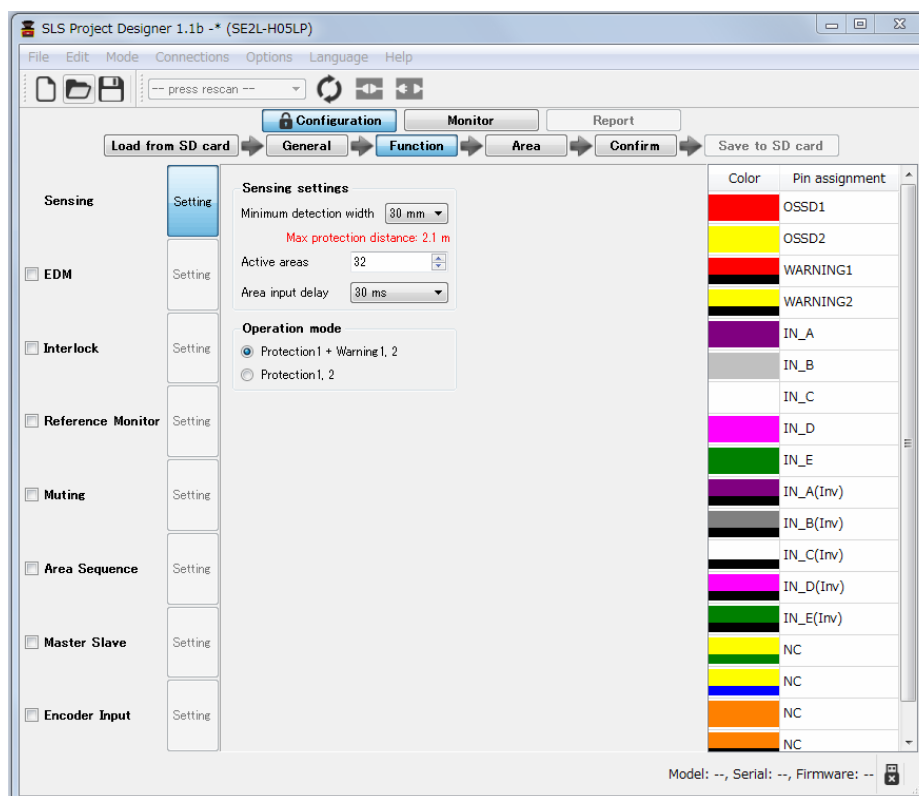 SLS Project Designer 1.1b -* (SE2L-H05LP)
File Edit Mode Connections Options Language Help
-- press rescan --
Configuration Monitor Report
Load from SD card General Function Area Confirm Save to SD card
Sensing Setting
EDM Setting
Interlock Setting
Reference Monitor Setting
Muting Setting
Area Sequence Setting
Master Slave Setting
Encoder Input Setting
Sensing settings
Minimum detection width 30 mm
Max protection distance: 2.1 m
Active areas 32
Area input delay 30 ms
Operation mode
Protection1 + Warning1, 2
Protection1, 2
Color Pin assignment
OSSD1
OSSD2
WARNING1
WARNING2
IN_A
IN_B
IN_C
IN_D
IN_E
IN_A(Inv)
IN_B(Inv)
IN_C(Inv)
IN_D(Inv)
IN_E(Inv)
NC
NC
NC
NC
Model: --, Serial: --, Firmware: --